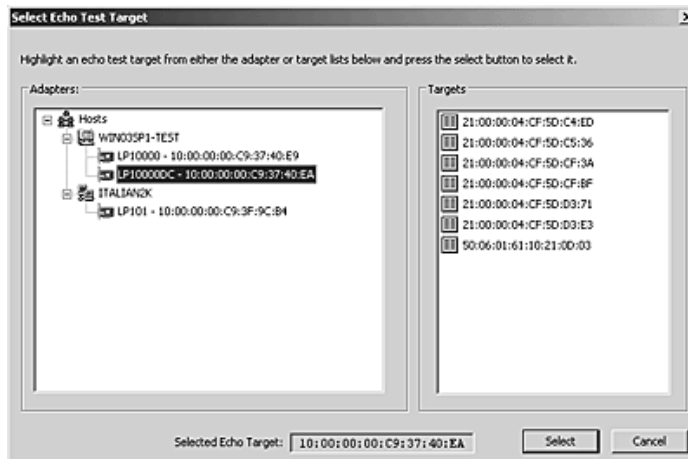 Select Echo Test Target
Highlight an echo test target from either the adapter or target lists below and press the select button to select it.
Adapters:
Hosts
WIN03SP1-TEST
LP10000 - 10:00:00:00:C9:37:40:E9
LP10000DC - 10:00:00:00:C9:37:40:EA
ITALIAN2K
LP101 - 10:00:00:00:C9:3F:9C:B4
Targets
21:00:00:04:CF:5D:C4:ED
21:00:00:04:CF:5D:C5:36
21:00:00:04:CF:5D:CF:3A
21:00:00:04:CF:5D:CF:BF
21:00:00:04:CF:5D:D3:71
21:00:00:04:CF:5D:D3:E3
50:06:01:61:10:21:0D:03
Selected Echo Target: 10:00:00:00:C9:37:40:EA
Select
Cancel